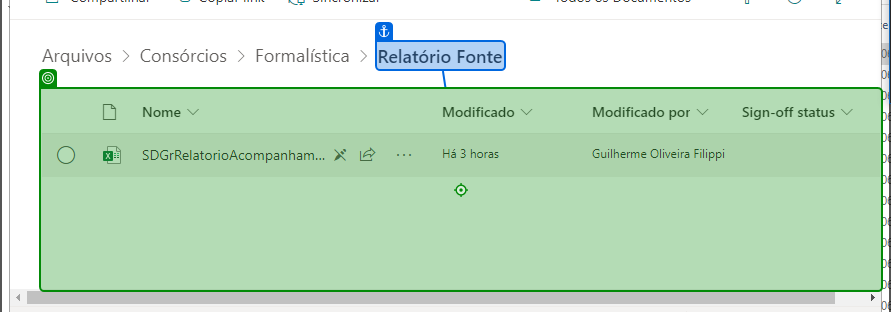 Compartilhar Copiar link Sincronizar Todos os Documentos
Arquivos > Consórcios > Formalística > Relatório Fonte
Nome Modificado Modificado por Sign-off status
SDGrRelatorioAcompanham... Há 3 horas Guilherme Oliveira Filippi